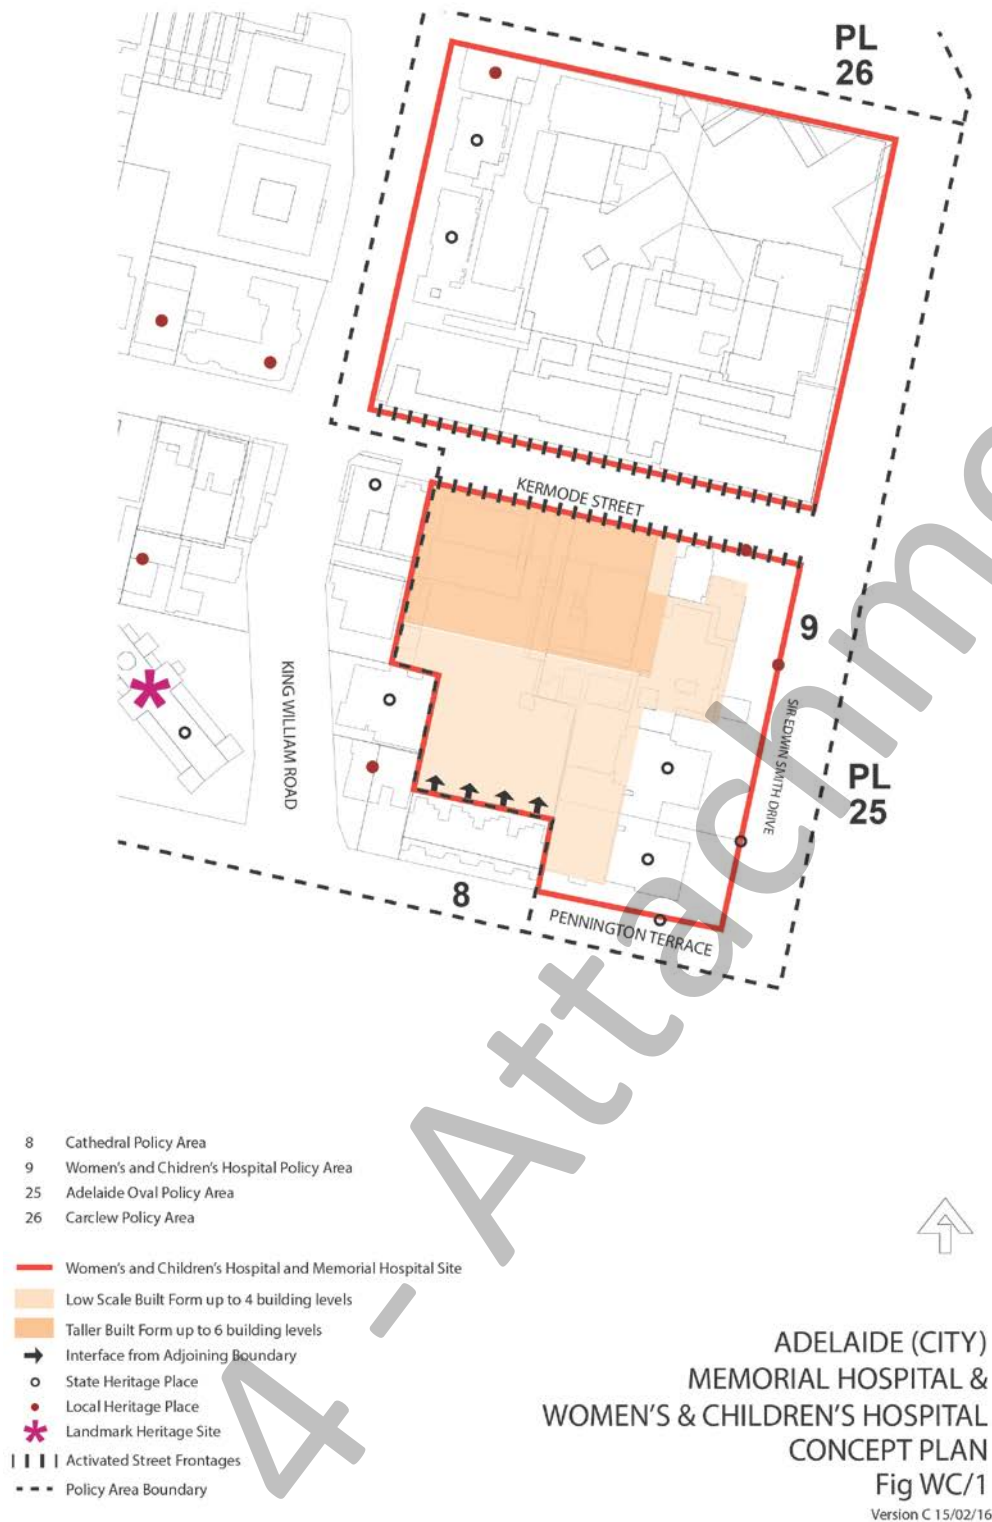 PL
26
KERMODE STREET
9
KING WILLIAM ROAD
SIR EDWIN SMITH DRIVE
PL
25
8
PENNINGTON TERRACE
8 Cathedral Policy Area
9 Women's and Chidren's Hospital Policy Area
25 Adelaide Oval Policy Area
26 Carclew Policy Area
Women's and Children's Hospital and Memorial Hospital Site
Low Scale Built Form up to 4 building levels
Taller Built Form up to 6 building levels
Interface from Adjoining Boundary
State Heritage Place
Local Heritage Place
Landmark Heritage Site
Activated Street Frontages
Policy Area Boundary
ADELAIDE (CITY)
MEMORIAL HOSPITAL &
WOMEN'S & CHILDREN'S HOSPITAL
CONCEPT PLAN
Fig WC/1
Version C 15/02/16
4 - Attachme